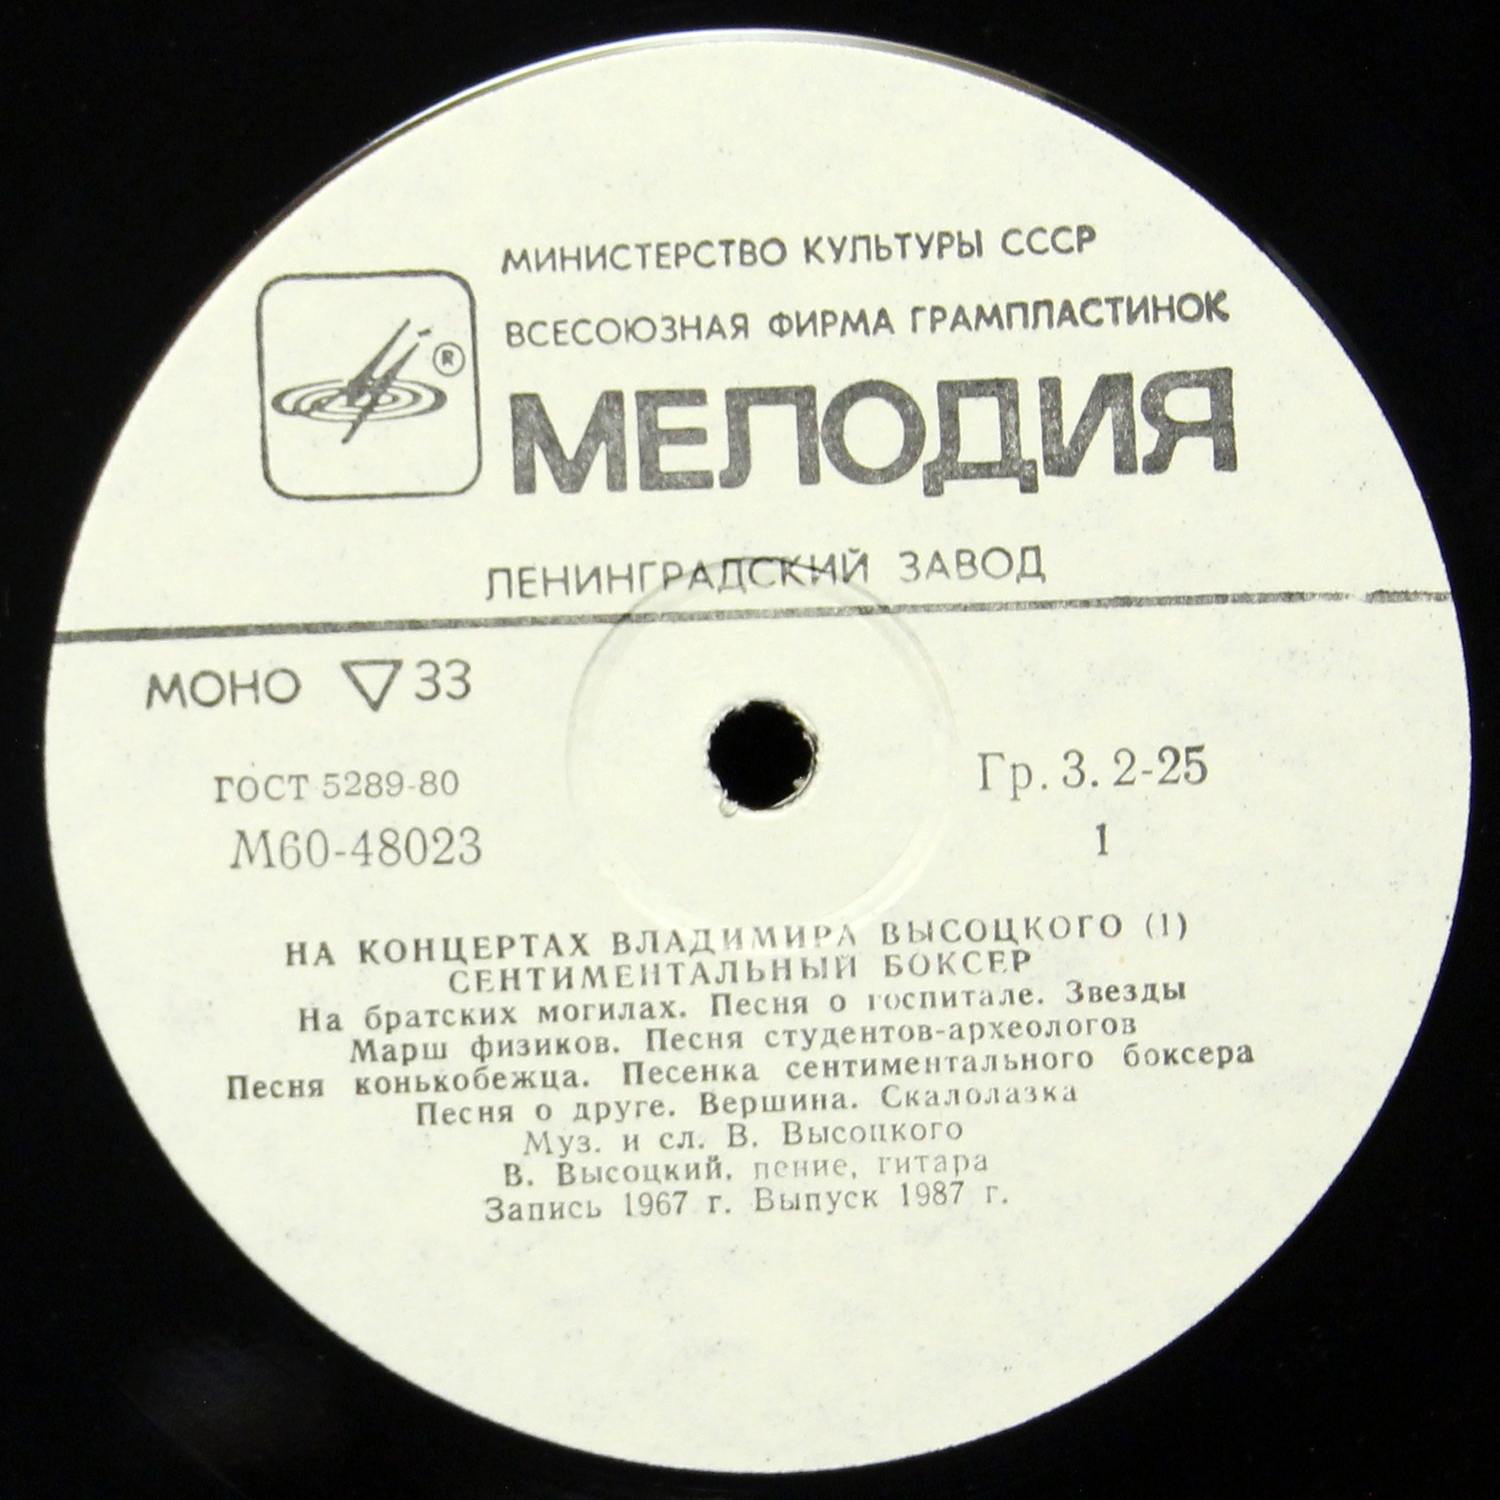 МИНИСТЕРСТВО КУЛЬТУРЫ СССР
ВСЕСОЮЗНАЯ ФИРМА ГРАМПЛАСТИНОК
®
МЕЛОДИЯ
ЛЕНИНГРАДСКИЙ ЗАВОД
МОНО ▽ 33
ГОСТ 5289-80
М60-48023
Гр. 3. 2-25
1
НА КОНЦЕРТАХ ВЛАДИМИРА ВЫСОЦКОГО (1)
СЕНТИМЕНТАЛЬНЫЙ БОКСЕР
На братских могилах. Песня о госпитале. Звезды
Марш физиков. Песня студентов-археологов
Песня конькобежца. Песенка сентиментального боксера
Песня о друге. Вершина. Скалолазка
Муз. и сл. В. Высоцкого
В. Высоцкий, пение, гитара
Запись 1967 г. Выпуск 1987 г.